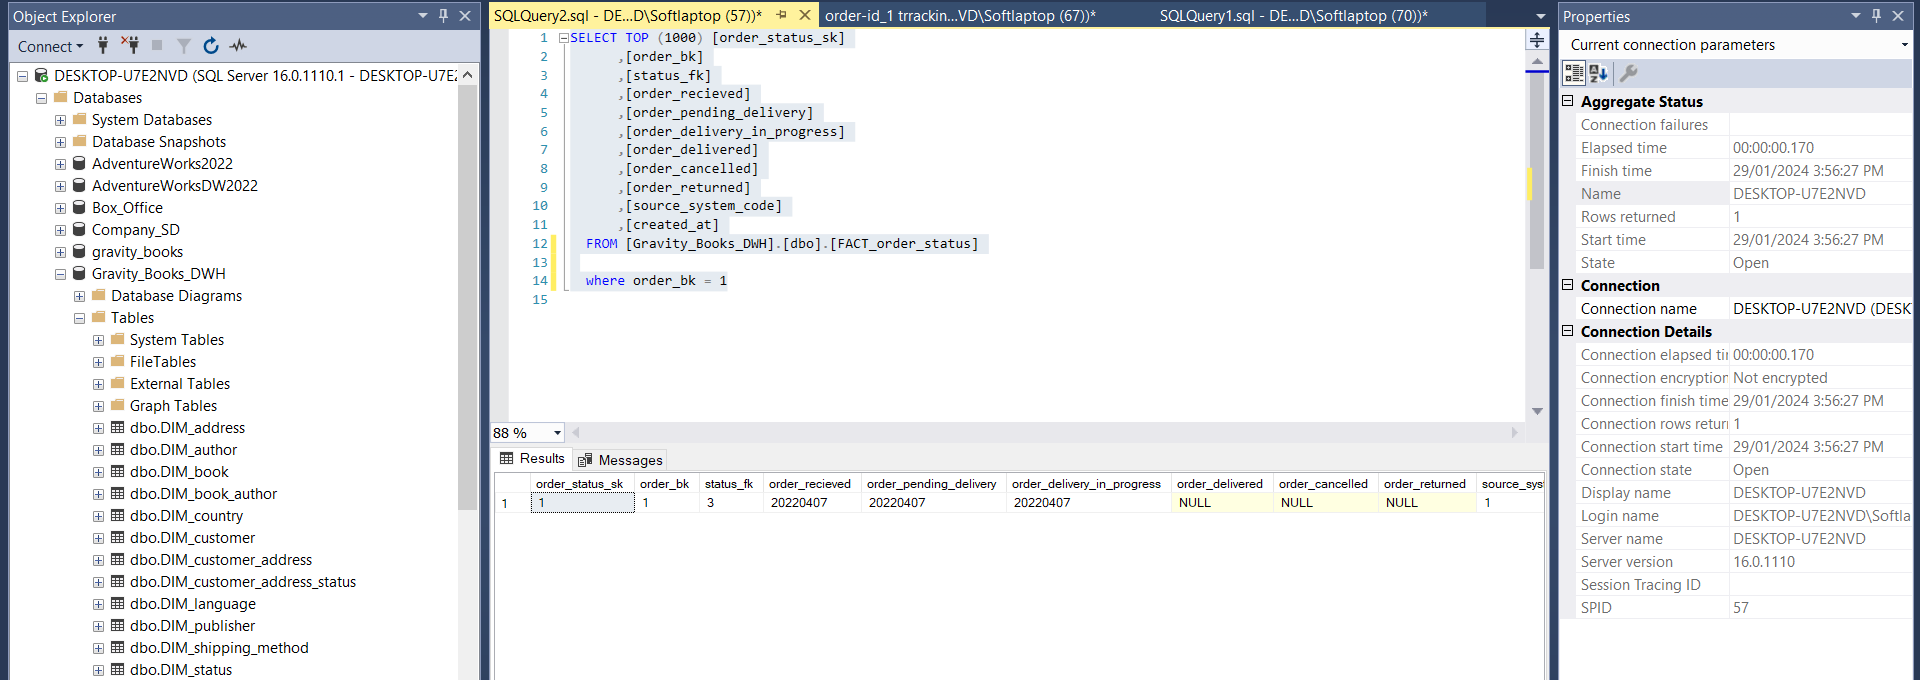 Object Explorer
Connect
DESKTOP-U7E2NVD (SQL Server 16.0.1110.1 - DESKTOP-U7E2
Databases
System Databases
Database Snapshots
AdventureWorks2022
AdventureWorksDW2022
Box_Office
Company_SD
gravity_books
Gravity_Books_DWH
Database Diagrams
Tables
System Tables
FileTables
External Tables
Graph Tables
dbo.DIM_address
dbo.DIM_author
dbo.DIM_book
dbo.DIM_book_author
dbo.DIM_country
dbo.DIM_customer
dbo.DIM_customer_address
dbo.DIM_customer_address_status
dbo.DIM_language
dbo.DIM_publisher
dbo.DIM_shipping_method
dbo.DIM_status
SQLQuery2.sql - DE...D\Softlaptop (57))*
order-id_1 trrackin...VD\Softlaptop (67))*
SQLQuery1.sql - DE...D\Softlaptop (70))*
1 SELECT TOP (1000) [order_status_sk]
2 ,[order_bk]
3 ,[status_fk]
4 ,[order_recieved]
5 ,[order_pending_delivery]
6 ,[order_delivery_in_progress]
7 ,[order_delivered]
8 ,[order_cancelled]
9 ,[order_returned]
10 ,[source_system_code]
11 ,[created_at]
12 FROM [Gravity_Books_DWH].[dbo].[FACT_order_status]
13
14 where order_bk = 1
15
88 %
Results Messages
order_status_sk order_bk status_fk order_recieved order_pending_delivery order_delivery_in_progress order_delivered order_cancelled order_returned source_sys
1 1 1 3 20220407 20220407 20220407 NULL NULL NULL 1
Properties
Current connection parameters
Aggregate Status
Connection failures
Elapsed time 00:00:00.170
Finish time 29/01/2024 3:56:27 PM
Name DESKTOP-U7E2NVD
Rows returned 1
Start time 29/01/2024 3:56:27 PM
State Open
Connection
Connection name DESKTOP-U7E2NVD (DESK
Connection Details
Connection elapsed tir 00:00:00.170
Connection encryption Not encrypted
Connection finish time 29/01/2024 3:56:27 PM
Connection rows returr 1
Connection start time 29/01/2024 3:56:27 PM
Connection state Open
Display name DESKTOP-U7E2NVD
Login name DESKTOP-U7E2NVD\Softla
Server name DESKTOP-U7E2NVD
Server version 16.0.1110
Session Tracing ID
SPID 57